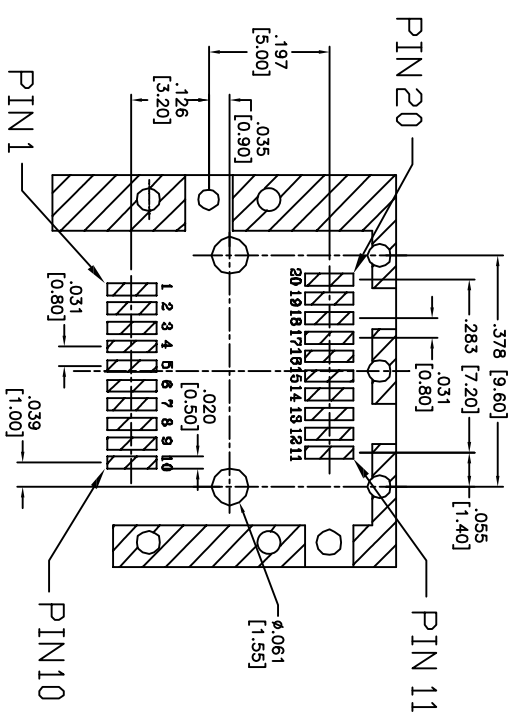 PIN 20
PIN 11
PIN 1
PIN10
.378 [9.60]
.283 [7.20]
.031
[0.80]
.055
[1.40]
.197
[5.00]
.126
[3.20]
.035
[0.90]
20 19 18 17 16 15 14 13 12 11
1 2 3 4 5 6 7 8 9 10
.031
[0.80]
.020
[0.50]
.039
[1.00]
ø.061
[1.55]